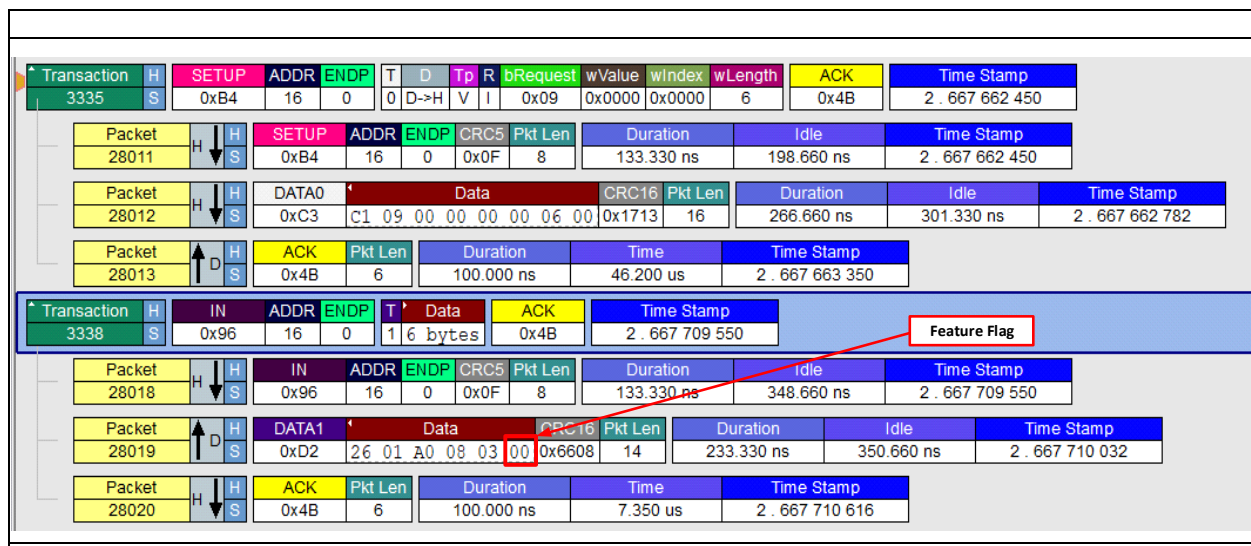 Transaction H SETUP ADDR ENDP T D Tp R bRequest wValue wIndex wLength ACK Time Stamp
3335 S 0xB4 16 0 0 D->H V I 0x09 0x0000 0x0000 6 0x4B 2 . 667 662 450
Packet H H SETUP ADDR ENDP CRC5 Pkt Len Duration Idle Time Stamp
28011 S 0xB4 16 0 0x0F 8 133.330 ns 198.660 ns 2 . 667 662 450
Packet H H DATA0 Data CRC16 Pkt Len Duration Idle Time Stamp
28012 S 0xC3 C1 09 00 00 00 00 06 00 0x1713 16 266.660 ns 301.330 ns 2 . 667 662 782
Packet D H ACK Pkt Len Duration Time Time Stamp
28013 S 0x4B 6 100.000 ns 46.200 us 2 . 667 663 350
Transaction H IN ADDR ENDP T Data ACK Time Stamp
3338 S 0x96 16 0 1 6 bytes 0x4B 2 . 667 709 550
Feature Flag
Packet H H IN ADDR ENDP CRC5 Pkt Len Duration Idle Time Stamp
28018 S 0x96 16 0 0x0F 8 133.330 ns 348.660 ns 2 . 667 709 550
Packet D H DATA1 Data CRC16 Pkt Len Duration Idle Time Stamp
28019 S 0xD2 26 01 A0 08 03 00 0x6608 14 233.330 ns 350.660 ns 2 . 667 710 032
Packet H H ACK Pkt Len Duration Time Time Stamp
28020 S 0x4B 6 100.000 ns 7.350 us 2 . 667 710 616